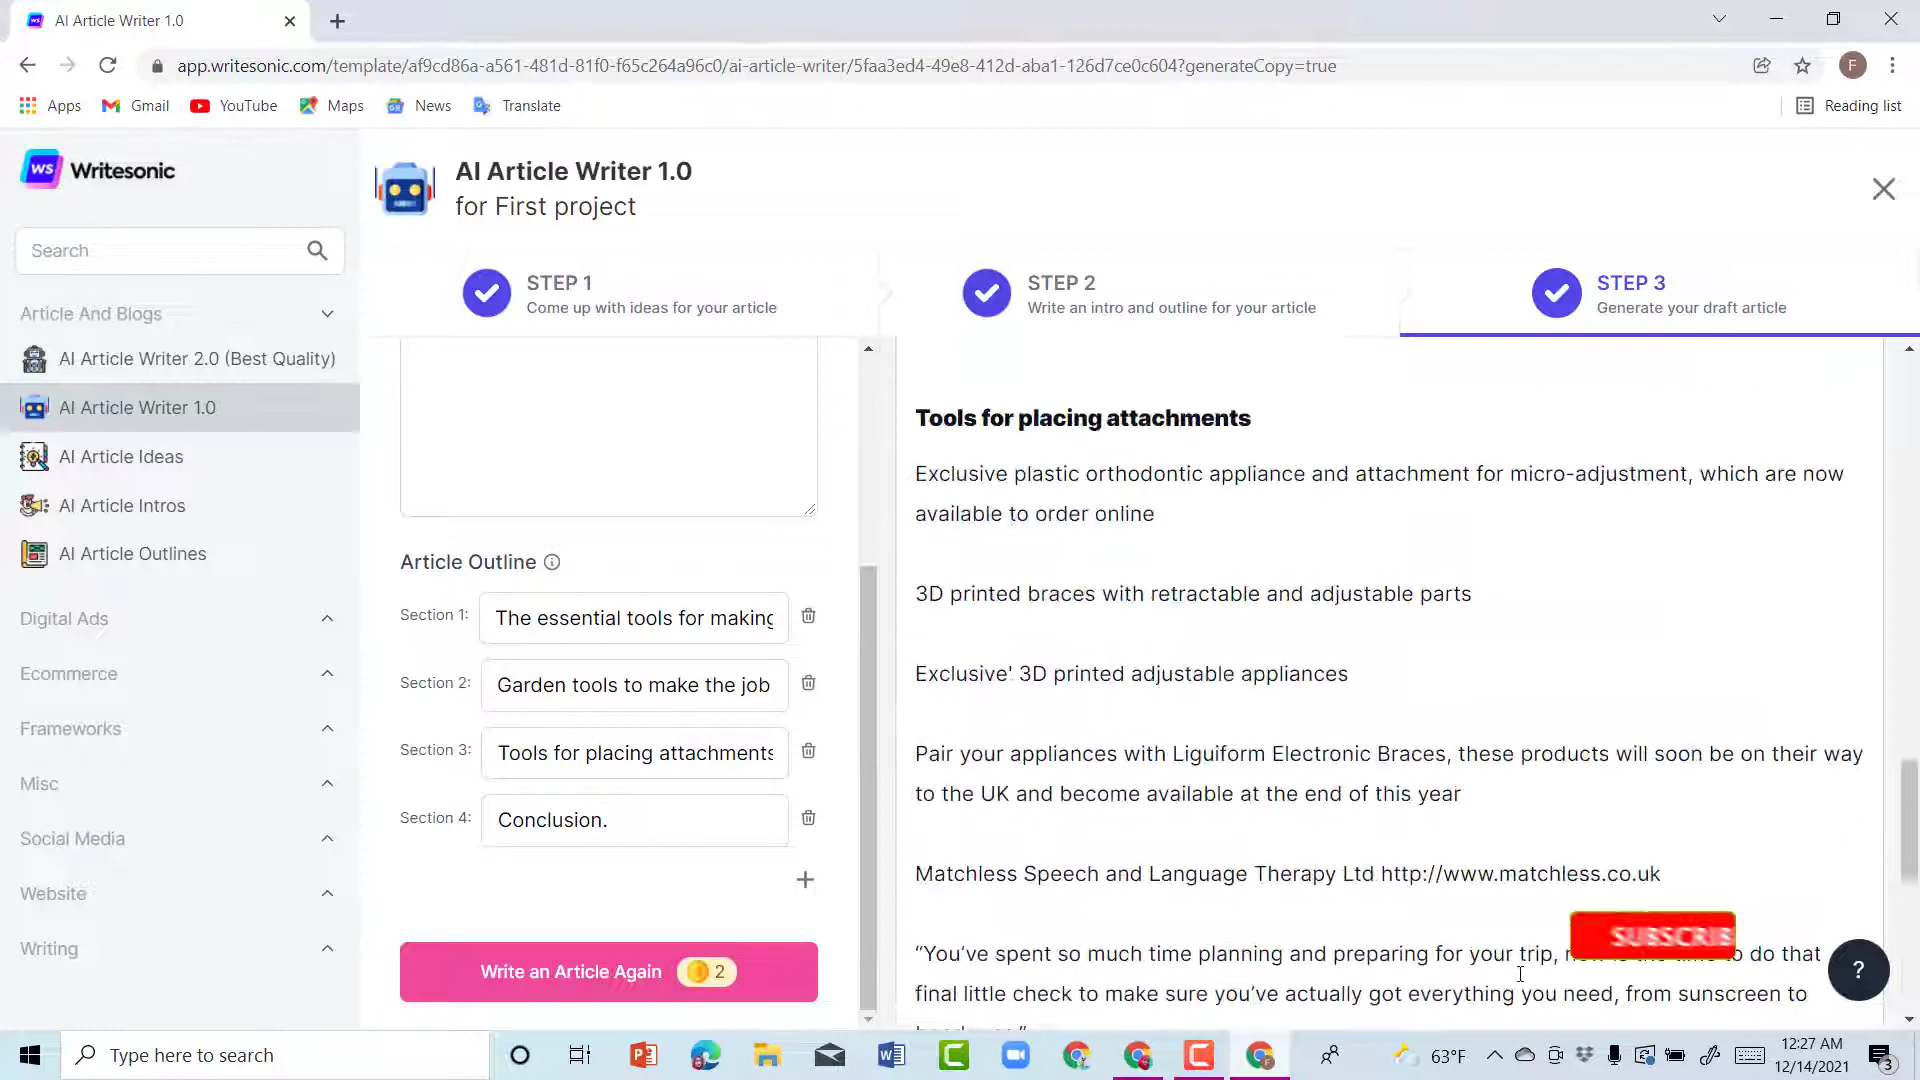 AI Article Writer 1.0
app.writesonic.com/template/af9cd86a-a561-481d-81f0-f65c264a96c0/ai-article-writer/5faa3ed4-49e8-412d-aba1-126d7ce0c604?generateCopy=true
F
Apps
Gmail
YouTube
Maps
News
Translate
Reading list
WS
Writesonic
AI Article Writer 1.0
for First project
Search
STEP 1
Come up with ideas for your article
STEP 2
Write an intro and outline for your article
STEP 3
Generate your draft article
Article And Blogs
AI Article Writer 2.0 (Best Quality)
AI Article Writer 1.0
AI Article Ideas
AI Article Intros
AI Article Outlines
Digital Ads
Ecommerce
Frameworks
Misc
Social Media
Website
Writing
Article Outline
Section 1: The essential tools for making
Section 2: Garden tools to make the job
Section 3: Tools for placing attachments
Section 4: Conclusion.
Write an Article Again 2
Tools for placing attachments
Exclusive plastic orthodontic appliance and attachment for micro-adjustment, which are now
available to order online
3D printed braces with retractable and adjustable parts
Exclusive' 3D printed adjustable appliances
Pair your appliances with Liguiform Electronic Braces, these products will soon be on their way
to the UK and become available at the end of this year
Matchless Speech and Language Therapy Ltd http://www.matchless.co.uk
SUBSCRIB
“You’ve spent so much time planning and preparing for your trip, to do that
final little check to make sure you’ve actually got everything you need, from sunscreen to
?
Type here to search
63°F
12:27 AM
12/14/2021
3